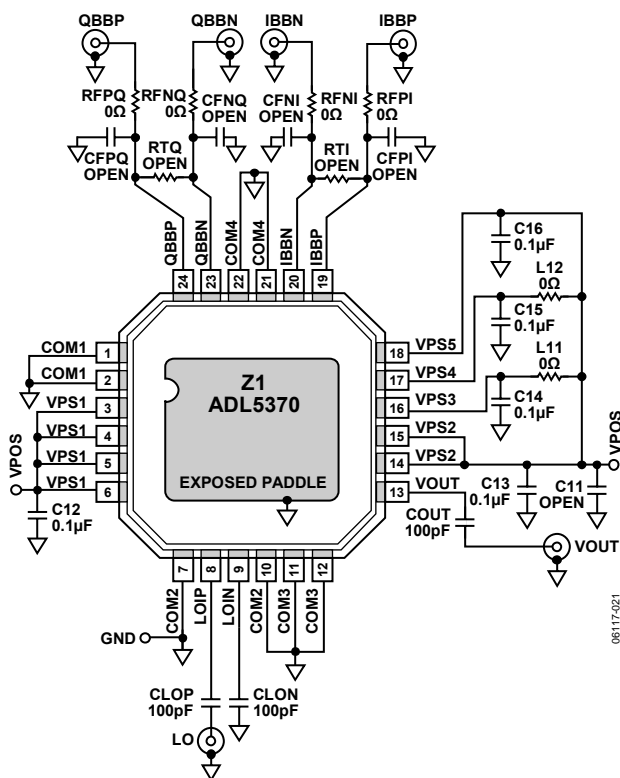 QBBP QBBN IBBN IBBP
RFPQ
0Ω
RFNQ
0Ω
CFNQ
OPEN
CFNI
OPEN
RFNI
0Ω
RFPI
0Ω
CFPQ
OPEN
RTQ
OPEN
RTI
OPEN
CFPI
OPEN
QBBP
QBBN
COM4
COM4
IBBN
IBBP
24 23 22 21 20 19
C16
0.1µF
L12
0Ω
C15
0.1µF
L11
0Ω
C14
0.1µF
COM1 1
COM1 2
VPS1 3
VPS1 4
VPS1 5
VPS1 6
VPOS
C12
0.1µF
Z1
ADL5370
EXPOSED PADDLE
18 VPS5
17 VPS4
16 VPS3
15 VPS2
14 VPS2
13 VOUT
VPOS
C13
0.1µF
C11
OPEN
COUT
100pF
VOUT
7 8 9 10 11 12
COM2
LOIP
LOIN
COM2
COM3
COM3
GND
CLOP
100pF
CLON
100pF
LO
06117-021